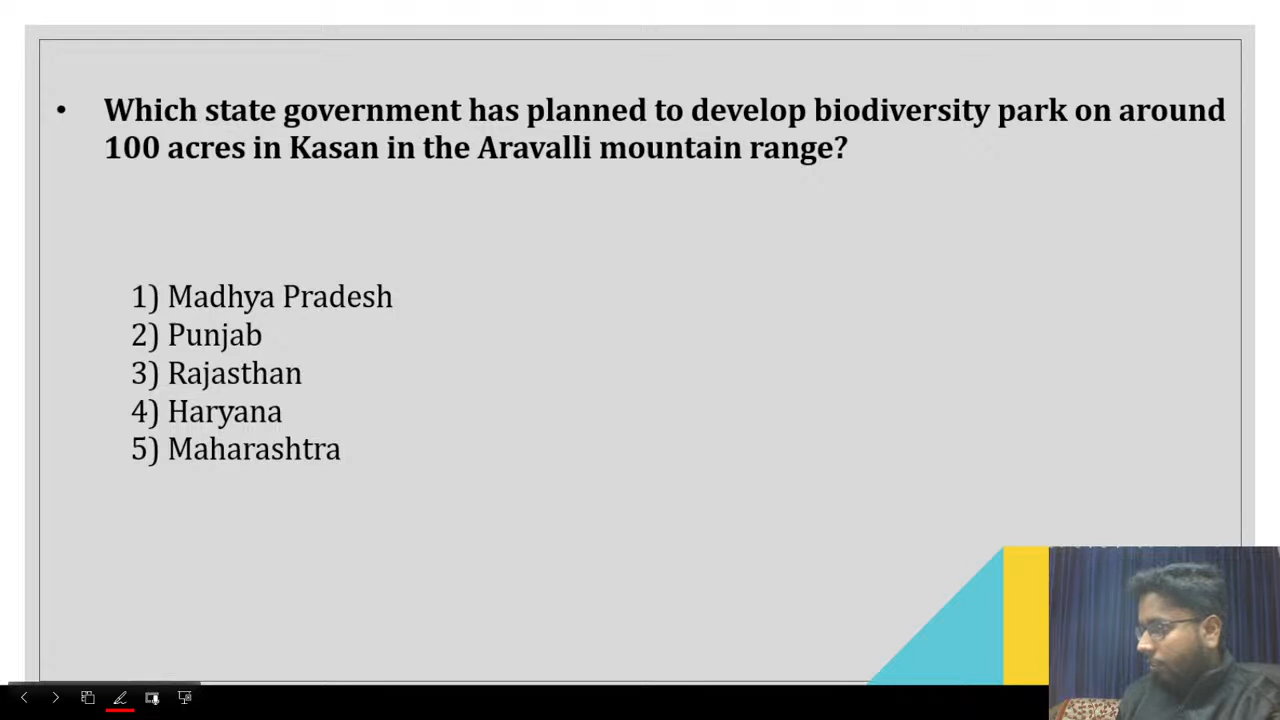 • Which state government has planned to develop biodiversity park on around
100 acres in Kasan in the Aravalli mountain range?
1) Madhya Pradesh
2) Punjab
3) Rajasthan
4) Haryana
5) Maharashtra